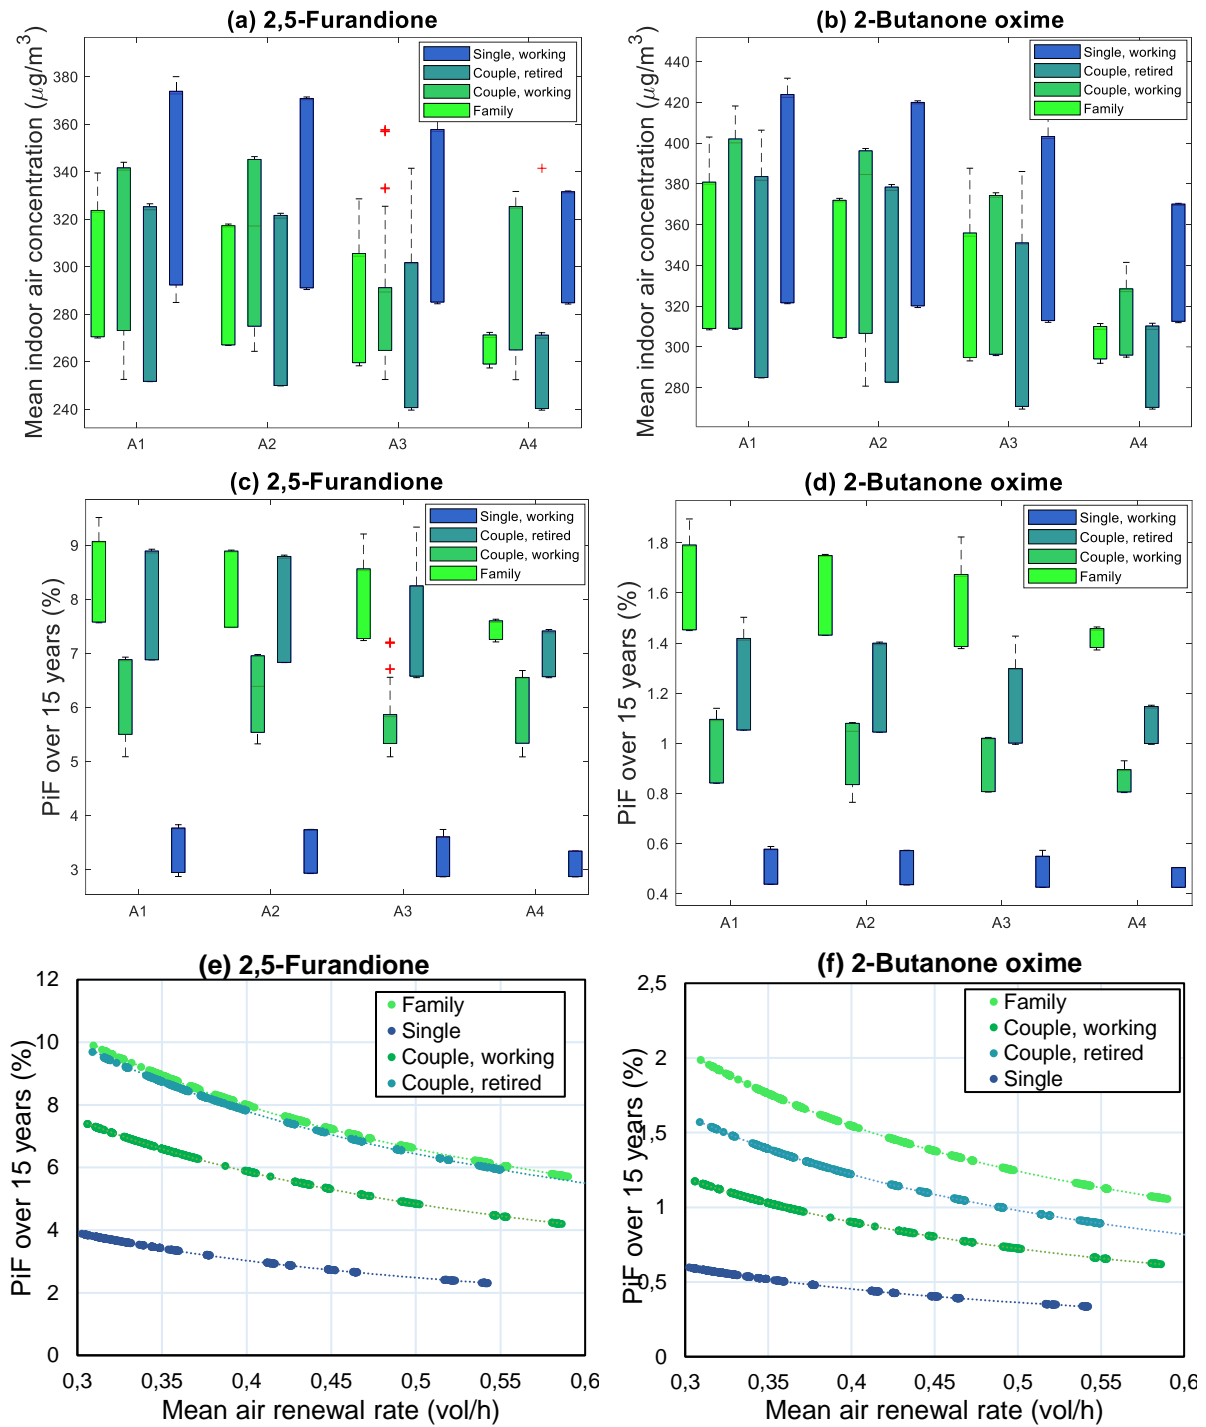 (a) 2,5-Furandione
Mean indoor air concentration (μg/m³)
380
360
340
320
300
280
260
240
A1 A2 A3 A4
Single, working
Couple, retired
Couple, working
Family
(b) 2-Butanone oxime
Mean indoor air concentration (μg/m³)
440
420
400
380
360
340
320
300
280
A1 A2 A3 A4
Single, working
Couple, retired
Couple, working
Family
(c) 2,5-Furandione
PiF over 15 years (%)
9
8
7
6
5
4
3
A1 A2 A3 A4
Single, working
Couple, retired
Couple, working
Family
(d) 2-Butanone oxime
PiF over 15 years (%)
1.8
1.6
1.4
1.2
1
0.8
0.6
0.4
A1 A2 A3 A4
Single, working
Couple, retired
Couple, working
Family
(e) 2,5-Furandione
PiF over 15 years (%)
12
10
8
6
4
2
0
0,3 0,35 0,4 0,45 0,5 0,55 0,6
Mean air renewal rate (vol/h)
Family
Single
Couple, working
Couple, retired
(f) 2-Butanone oxime
PiF over 15 years (%)
2,5
2
1,5
1
0,5
0
0,3 0,35 0,4 0,45 0,5 0,55 0,6
Mean air renewal rate (vol/h)
Family
Couple, working
Couple, retired
Single